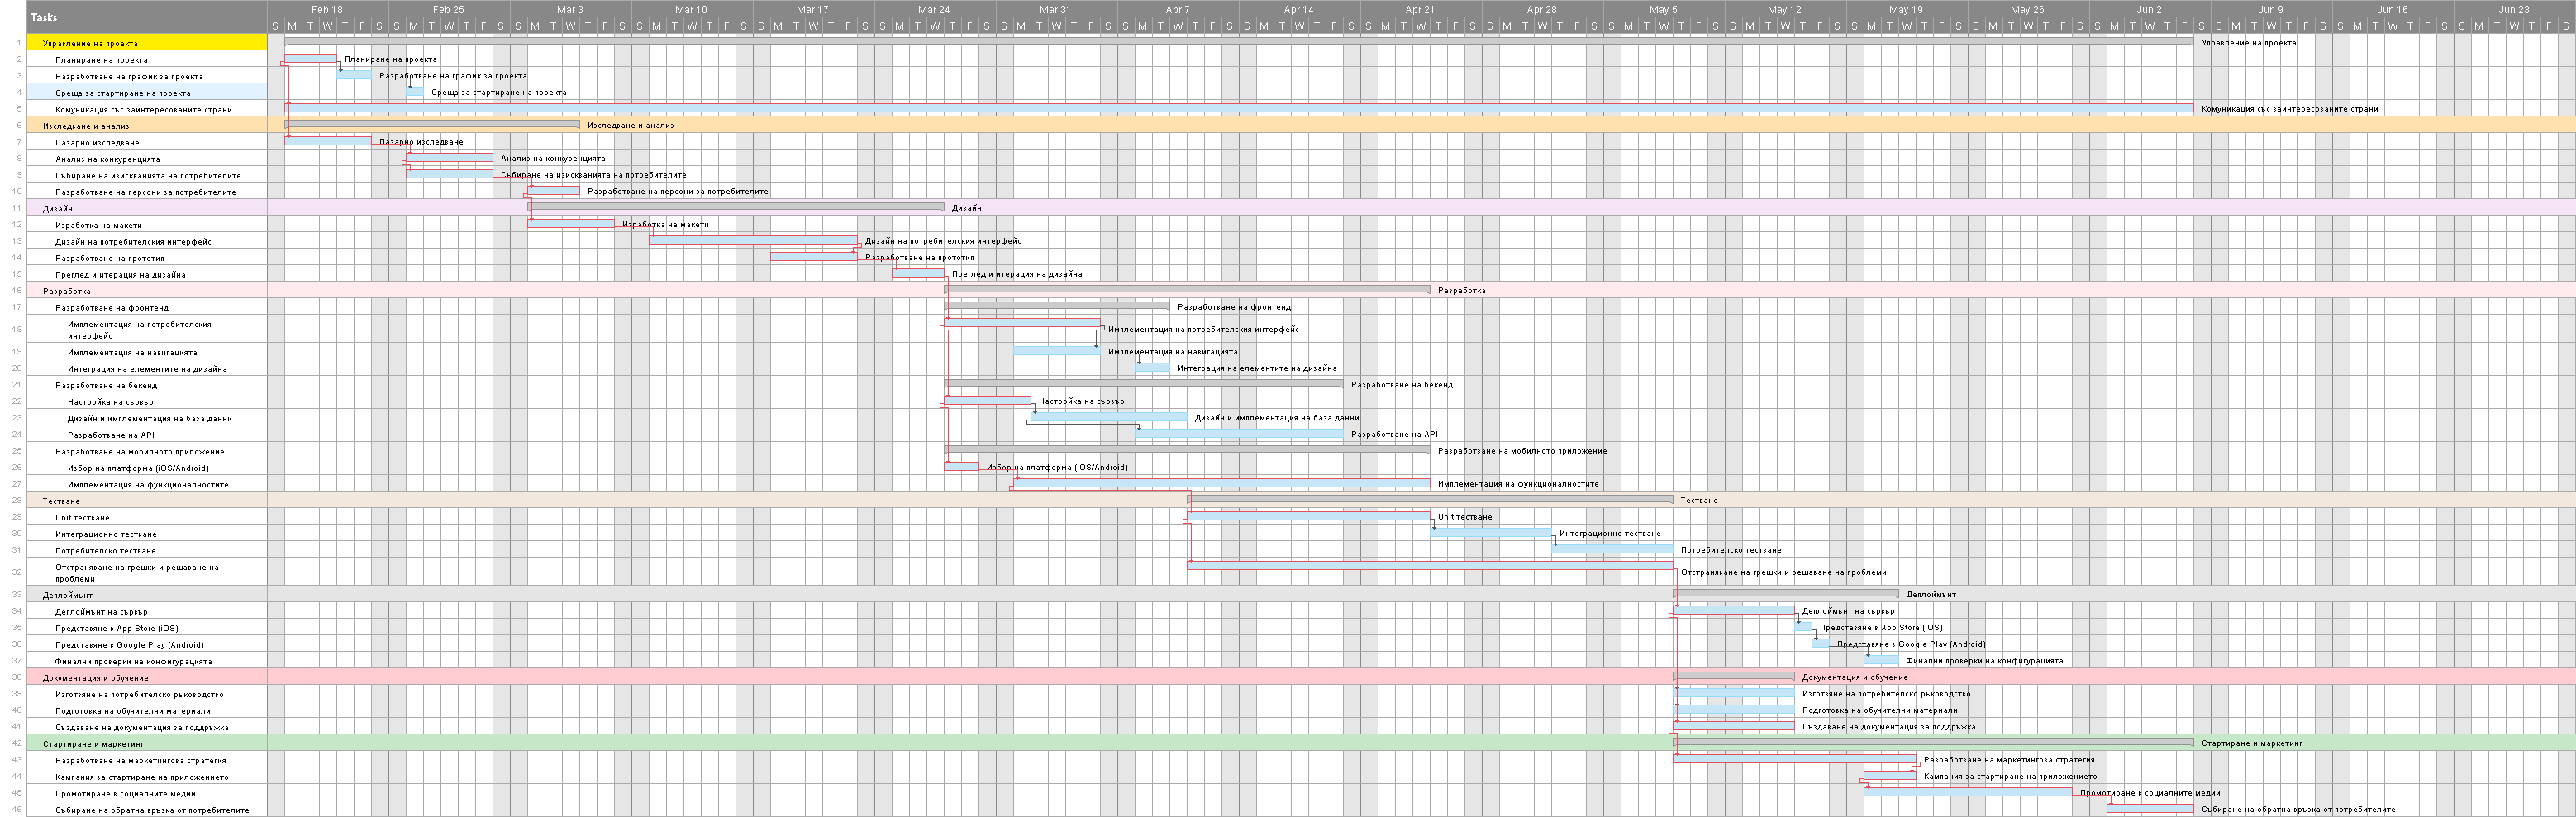 Tasks
Feb 18 Feb 25 Mar 3 Mar 10 Mar 17 Mar 24 Mar 31 Apr 7 Apr 14 Apr 21 Apr 28 May 5 May 12 May 19 May 26 Jun 2 Jun 9 Jun 16 Jun 23
S M T W T F S S M T W T F S S M T W T F S S M T W T F S S M T W T F S S M T W T F S S M T W T F S S M T W T F S S M T W T F S S M T W T F S S M T W T F S S M T W T F S S M T W T F S S M T W T F S S M T W T F S S M T W T F S S M T W T F S S M T W T F S S M T W T F S
1 Управление на проекта Управление на проекта
2 Планиране на проекта Планиране на проекта
3 Разработване на график за проекта Разработване на график за проекта
4 Среща за стартиране на проекта Среща за стартиране на проекта
5 Комуникация със заинтересованите страни Комуникация със заинтересованите страни
6 Изследване и анализ Изследване и анализ
7 Пазарно изследване Пазарно изследване
8 Анализ на конкуренцията Анализ на конкуренцията
9 Събиране на изискванията на потребителите Събиране на изискванията на потребителите
10 Разработване на персони за потребителите Разработване на персони за потребителите
11 Дизайн Дизайн
12 Изработка на макети Изработка на макети
13 Дизайн на потребителския интерфейс Дизайн на потребителския интерфейс
14 Разработване на прототип Разработване на прототип
15 Преглед и итерация на дизайна Преглед и итерация на дизайна
16 Разработка Разработка
17 Разработване на фронтенд Разработване на фронтенд
18 Имплементация на потребителския
интерфейс Имплементация на потребителския интерфейс
19 Имплементация на навигацията Имплементация на навигацията
20 Интеграция на елементите на дизайна Интеграция на елементите на дизайна
21 Разработване на бекенд Разработване на бекенд
22 Настройка на сървър Настройка на сървър
23 Дизайн и имплементация на база данни Дизайн и имплементация на база данни
24 Разработване на API Разработване на API
25 Разработване на мобилното приложение Разработване на мобилното приложение
26 Избор на платформа (iOS/Android) Избор на платформа (iOS/Android)
27 Имплементация на функционалностите Имплементация на функционалностите
28 Тестване Тестване
29 Unit тестване Unit тестване
30 Интеграционно тестване Интеграционно тестване
31 Потребителско тестване Потребителско тестване
32 Отстраняване на грешки и решаване на
проблеми Отстраняване на грешки и решаване на проблеми
33 Деплоймънт Деплоймънт
34 Деплоймънт на сървър Деплоймънт на сървър
35 Представяне в App Store (iOS) Представяне в App Store (iOS)
36 Представяне в Google Play (Android) Представяне в Google Play (Android)
37 Финални проверки на конфигурацията Финални проверки на конфигурацията
38 Документация и обучение Документация и обучение
39 Изготвяне на потребителско ръководство Изготвяне на потребителско ръководство
40 Подготовка на обучителни материали Подготовка на обучителни материали
41 Създаване на документация за поддръжка Създаване на документация за поддръжка
42 Стартиране и маркетинг Стартиране и маркетинг
43 Разработване на маркетингова стратегия Разработване на маркетингова стратегия
44 Кампания за стартиране на приложението Кампания за стартиране на приложението
45 Промотиране в социалните медии Промотиране в социалните медии
46 Събиране на обратна връзка от потребителите Събиране на обратна връзка от потребителите